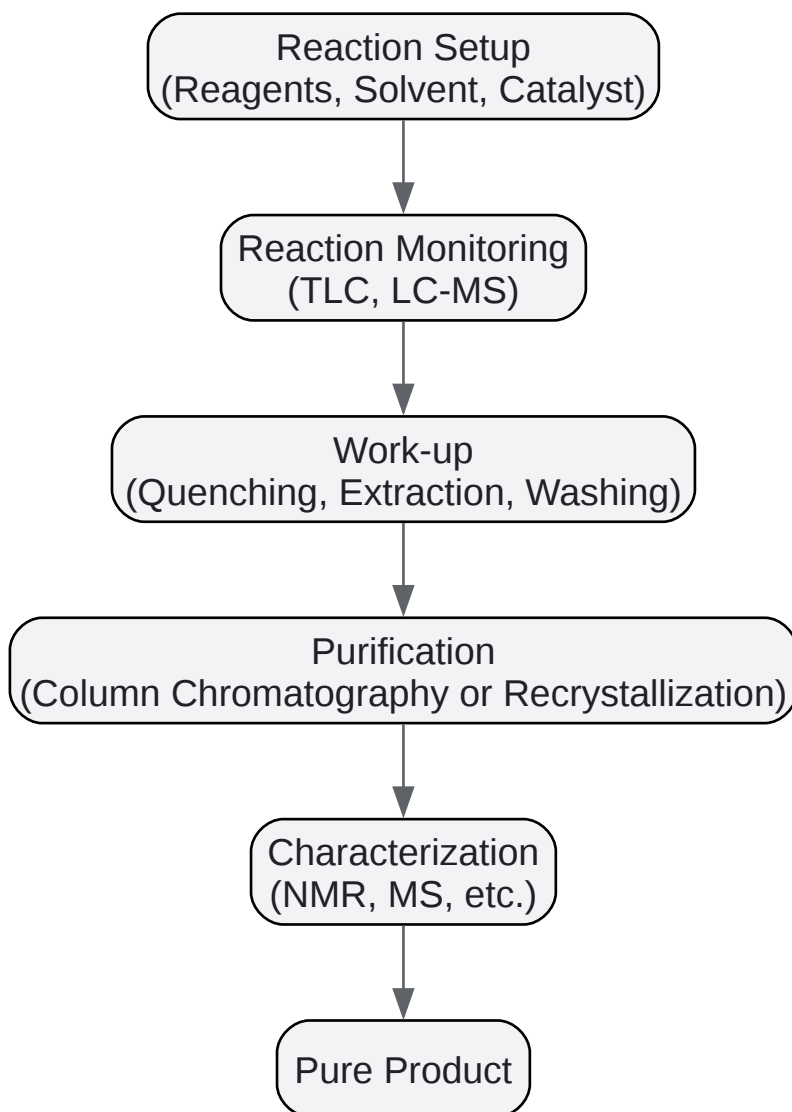 Reaction Setup
(Reagents, Solvent, Catalyst)
Reaction Monitoring
(TLC, LC-MS)
Work-up
(Quenching, Extraction, Washing)
Purification
(Column Chromatography or Recrystallization)
Characterization
(NMR, MS, etc.)
Pure Product